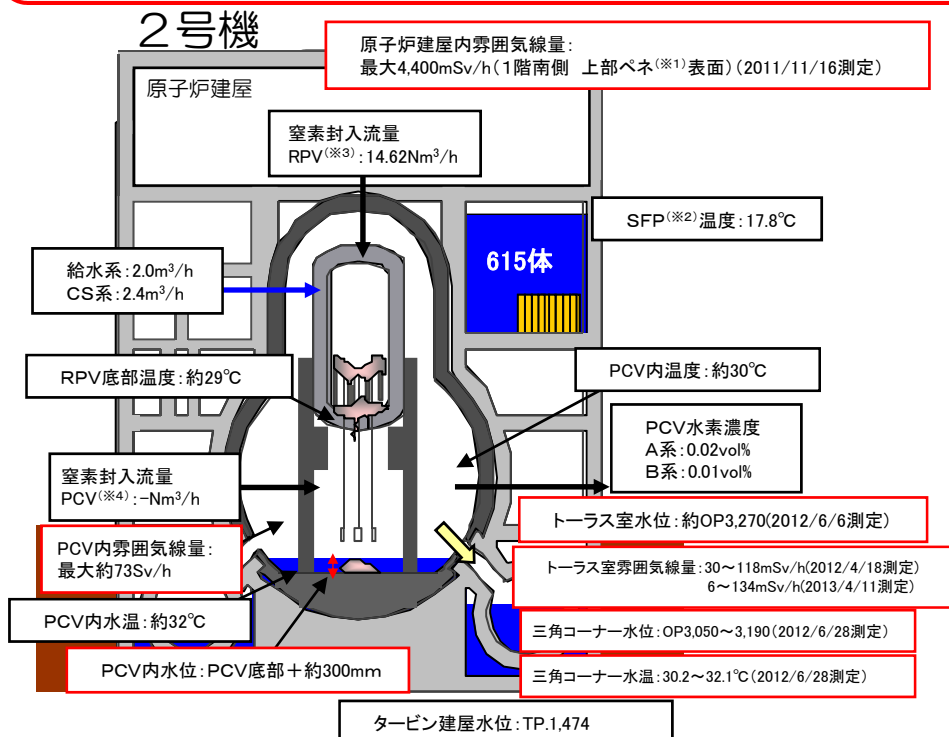 2号機
原子炉建屋内雰囲気線量:
最大4,400mSv/h(1階南側 上部ペネ(※1)表面)(2011/11/16測定)
原子炉建屋
窒素封入流量
RPV(※3):14.62Nm3/h
SFP(※2)温度:17.8℃
615体
給水系:2.0m3/h
CS系:2.4m3/h
RPV底部温度:約29℃
PCV内温度:約30℃
PCV水素濃度
A系:0.02vol%
B系:0.01vol%
窒素封入流量
PCV(※4):-Nm3/h
トーラス室水位:約OP3,270(2012/6/6測定)
PCV内雰囲気線量:
最大約73Sv/h
トーラス室雰囲気線量:30~118mSv/h(2012/4/18測定)
6~134mSv/h(2013/4/11測定)
PCV内水温:約32℃
三角コーナー水位:OP3,050~3,190(2012/6/28測定)
PCV内水位:PCV底部+約300mm
三角コーナー水温:30.2~32.1℃(2012/6/28測定)
タービン建屋水位:TP.1,474